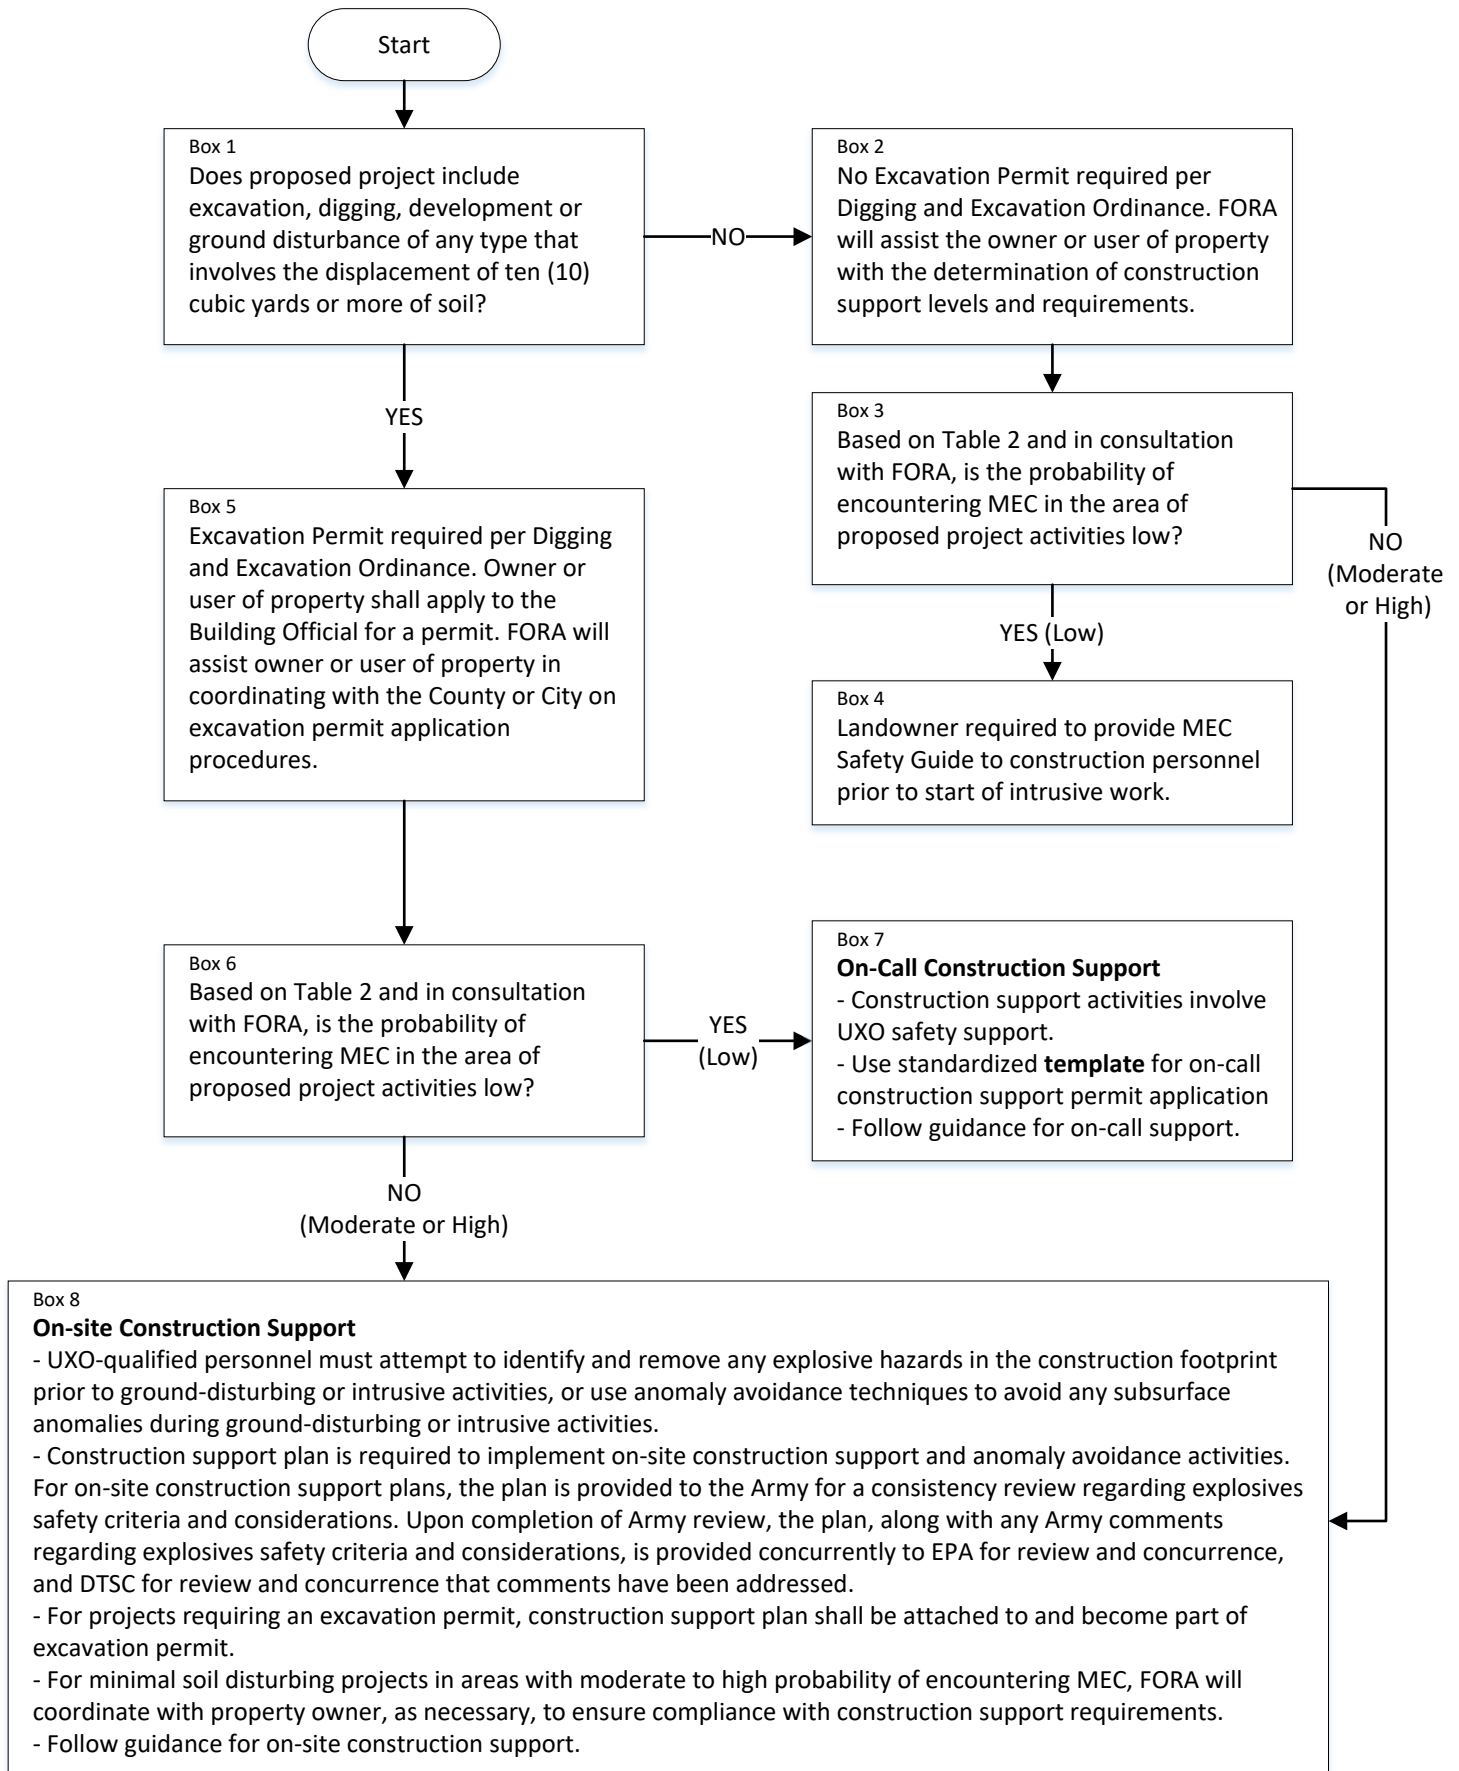 Start
Box 1
Does proposed project include
excavation, digging, development or
ground disturbance of any type that
involves the displacement of ten (10)
cubic yards or more of soil?
NO
Box 2
No Excavation Permit required per
Digging and Excavation Ordinance. FORA
will assist the owner or user of property
with the determination of construction
support levels and requirements.
YES
Box 3
Based on Table 2 and in consultation
with FORA, is the probability of
encountering MEC in the area of
proposed project activities low?
NO
(Moderate
or High)
YES (Low)
Box 4
Landowner required to provide MEC
Safety Guide to construction personnel
prior to start of intrusive work.
Box 5
Excavation Permit required per Digging
and Excavation Ordinance. Owner or
user of property shall apply to the
Building Official for a permit. FORA will
assist owner or user of property in
coordinating with the County or City on
excavation permit application
procedures.
Box 6
Based on Table 2 and in consultation
with FORA, is the probability of
encountering MEC in the area of
proposed project activities low?
YES
(Low)
Box 7
On-Call Construction Support
- Construction support activities involve
UXO safety support.
- Use standardized template for on-call
construction support permit application
- Follow guidance for on-call support.
NO
(Moderate or High)
Box 8
On-site Construction Support
- UXO-qualified personnel must attempt to identify and remove any explosive hazards in the construction footprint
prior to ground-disturbing or intrusive activities, or use anomaly avoidance techniques to avoid any subsurface
anomalies during ground-disturbing or intrusive activities.
- Construction support plan is required to implement on-site construction support and anomaly avoidance activities.
For on-site construction support plans, the plan is provided to the Army for a consistency review regarding explosives
safety criteria and considerations. Upon completion of Army review, the plan, along with any Army comments
regarding explosives safety criteria and considerations, is provided concurrently to EPA for review and concurrence,
and DTSC for review and concurrence that comments have been addressed.
- For projects requiring an excavation permit, construction support plan shall be attached to and become part of
excavation permit.
- For minimal soil disturbing projects in areas with moderate to high probability of encountering MEC, FORA will
coordinate with property owner, as necessary, to ensure compliance with construction support requirements.
- Follow guidance for on-site construction support.